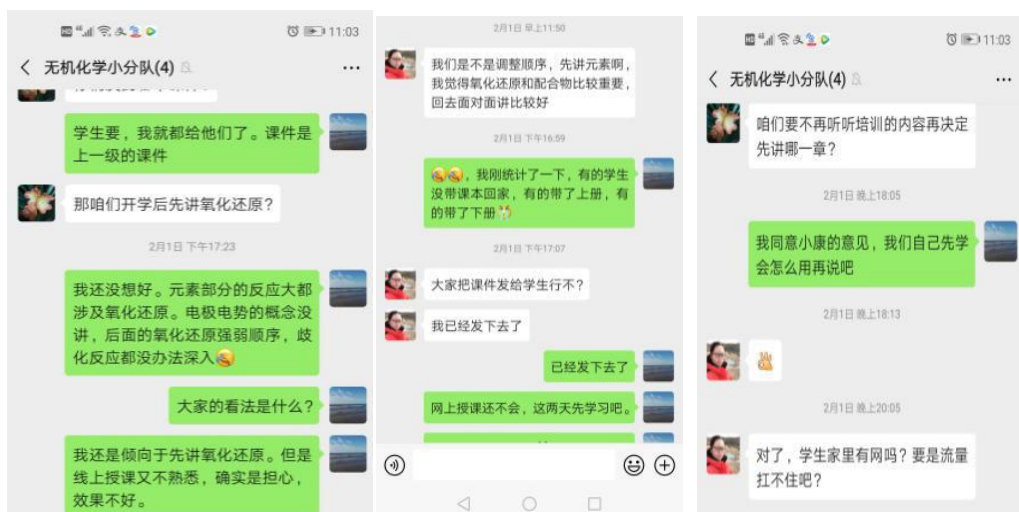 11:03
无机化学小分队(4)
学生要，我就都给他们了。课件是
上一级的课件
那咱们开学后先讲氧化还原?
2月1日 下午17:23
我还没想好。元素部分的反应大都
涉及氧化还原。电极电势的概念没
讲，后面的氧化还原强弱顺序，歧
化反应都没办法深入
大家的看法是什么?
我还是倾向于先讲氧化还原。但是
线上授课又不熟悉，确实是担心，
效果不好。
2月1日 早上11:50
我们是不是调整顺序，先讲元素啊，
我觉得氧化还原和配合物比较重要，
回去面对面讲比较好
2月1日 下午16:59
，我刚统计了一下，有的学生
没带课本回家，有的带了上册，有
的带了下册
2月1日 下午17:07
大家把课件发给学生行不?
我已经发下去了
已经发下去了
网上授课还不会，这两天先学习吧。
11:03
无机化学小分队(4)
咱们要不再听听培训的内容再决定
先讲哪一章?
2月1日 晚上18:05
我同意小康的意见，我们自己先学
会怎么用再说吧
2月1日 晚上18:13
2月1日 晚上20:05
对了，学生家里有网吗? 要是流量
扛不住吧?